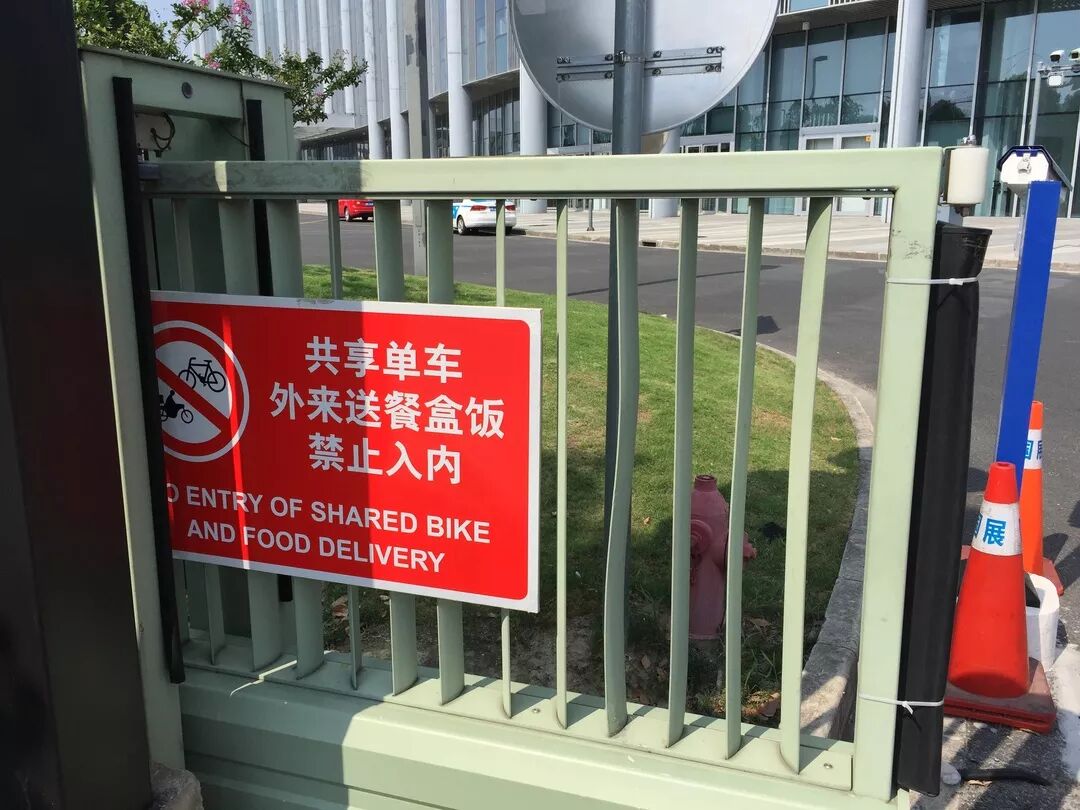 共享单车
外来送餐盒饭
禁止入内
O ENTRY OF SHARED BIKE
AND FOOD DELIVERY
展